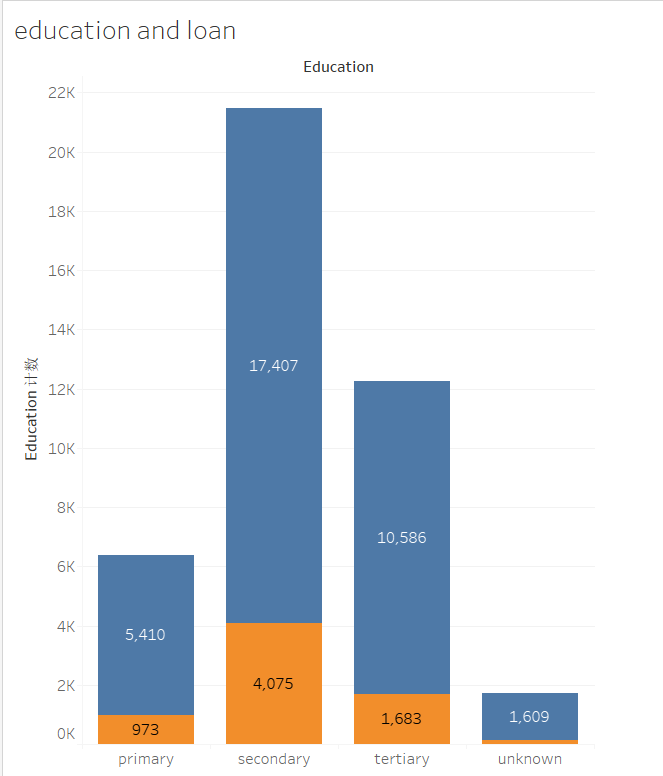 education and loan
Education
22K
20K
18K
16K
14K
12K
10K
8K
6K
4K
2K
0K
Education 计数
5,410
973
17,407
4,075
10,586
1,683
1,609
primary
secondary
tertiary
unknown